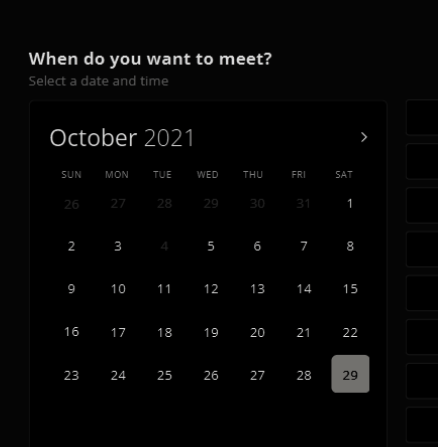 When do you want to meet?
Select a date and time
October 2021
SUN MON TUE WED THU FRI SAT
26 27 28 29 30 31 1
2 3 4 5 6 7 8
9 10 11 12 13 14 15
16 17 18 19 20 21 22
23 24 25 26 27 28 29